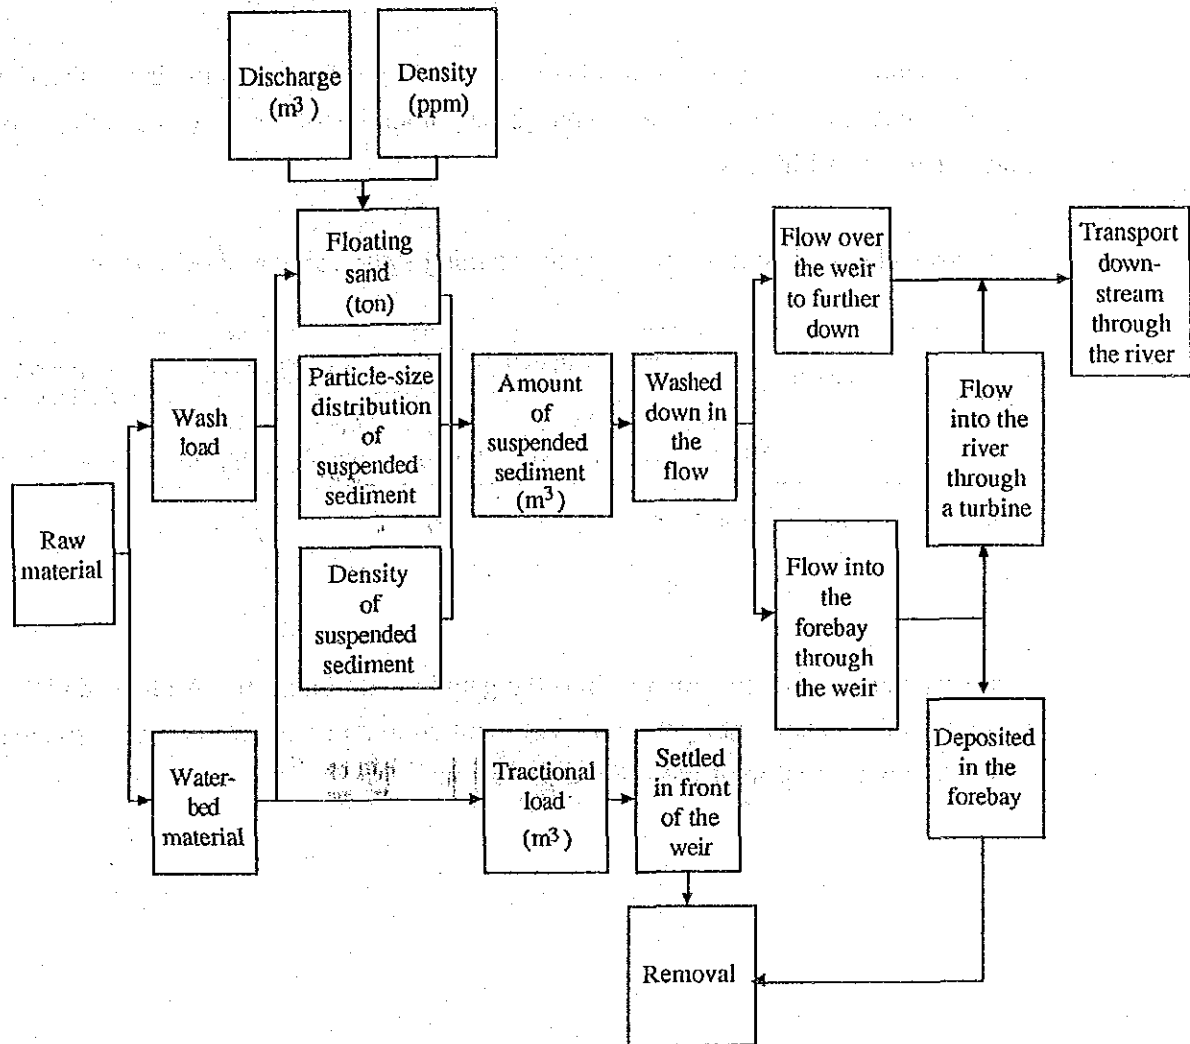 Discharge
(m³)
Density
(ppm)
Floating
sand
(ton)
Flow over
the weir
to further
down
Transport
down-
stream
through
the river
Wash
load
Particle-size
distribution
of
suspended
sediment
Amount
of
suspended
sediment
(m³)
Washed
down in
the
flow
Flow
into the
river
through
a turbine
Raw
material
Density
of
suspended
sediment
Flow into
the
forebay
through
the weir
Water-
bed
material
Tractional
load
(m³)
Settled
in front
of the
weir
Deposited
in the
forebay
Removal